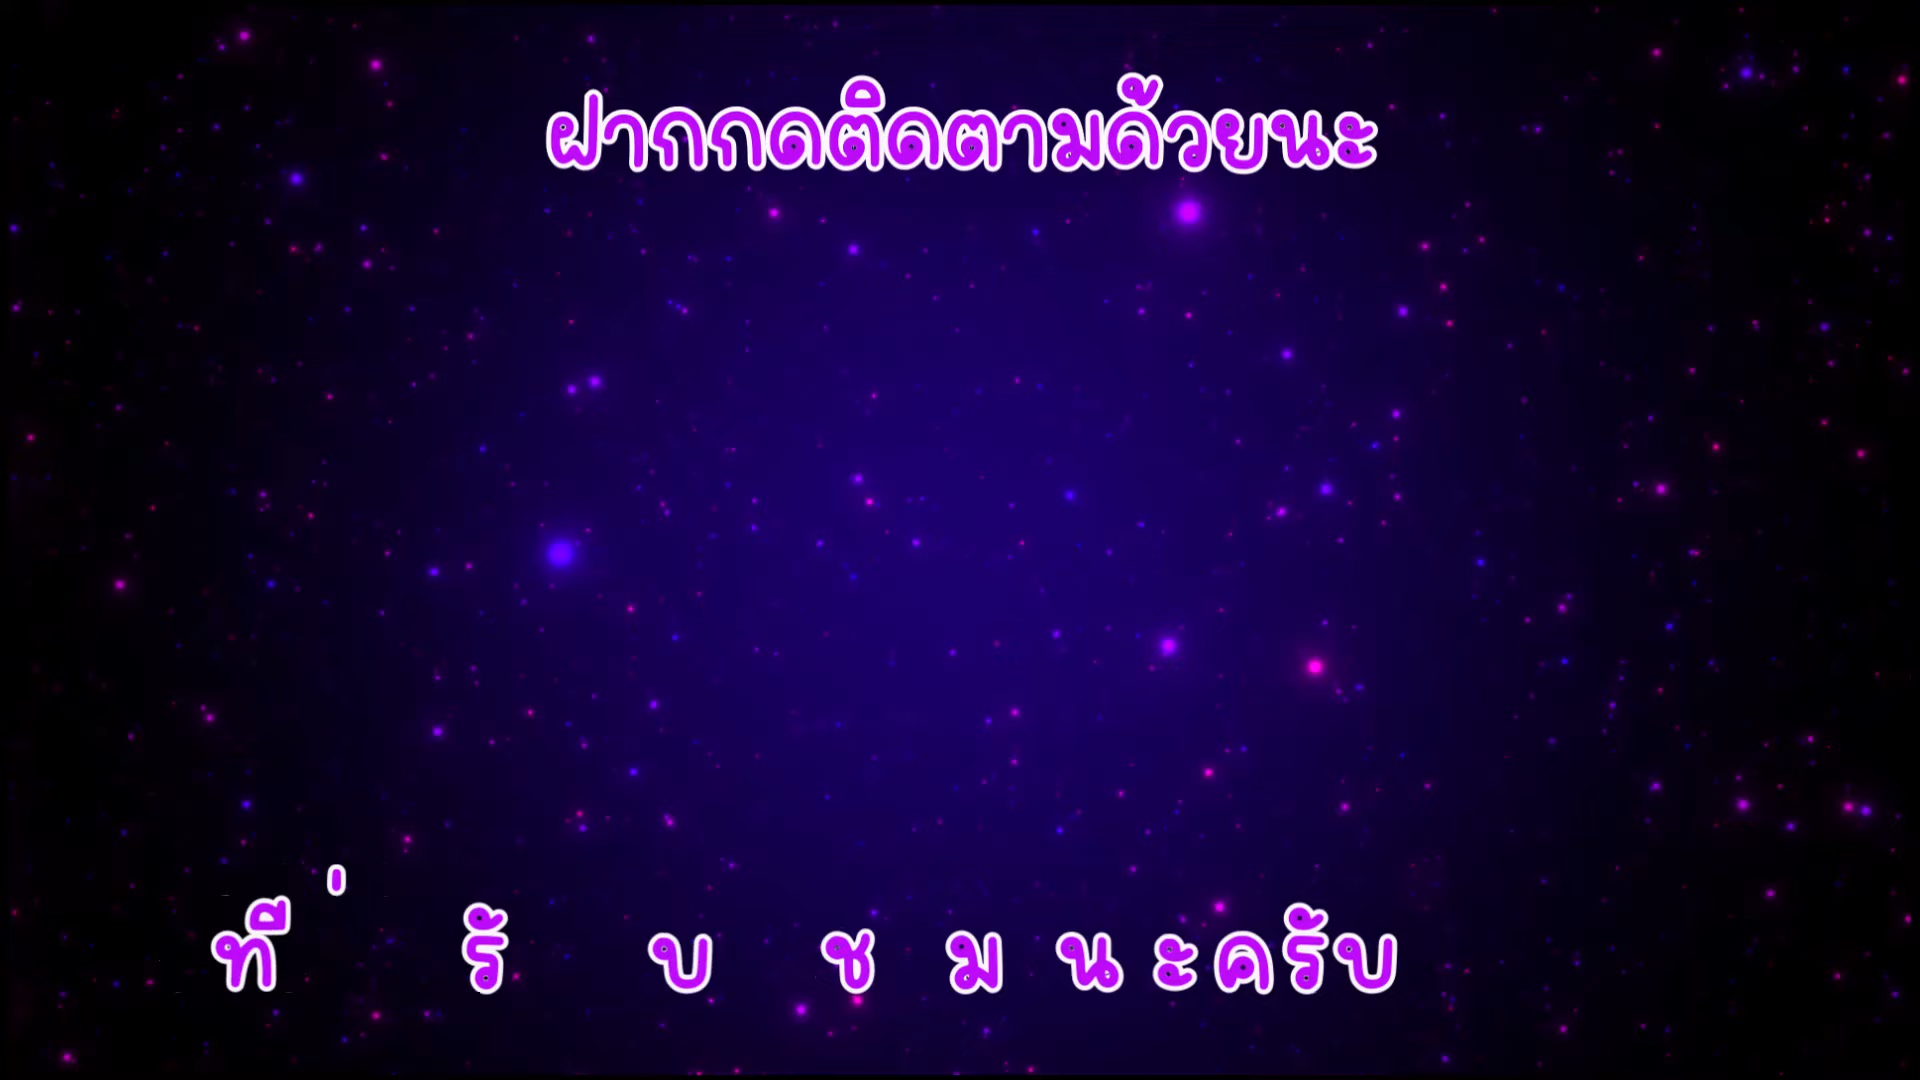 ฝากกดติดตามด้วยนะ
ที่ รั บ ช ม น ะครับ